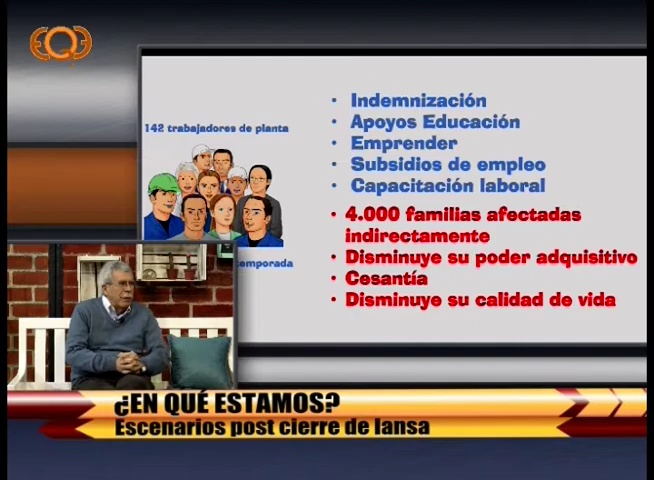 EQE
142 trabajadores de planta
temporada
• Indemnización
• Apoyos Educación
• Emprender
• Subsidios de empleo
• Capacitación laboral
• 4.000 familias afectadas
indirectamente
• Disminuye su poder adquisitivo
• Cesantía
• Disminuye su calidad de vida
¿EN QUÉ ESTAMOS?
Escenarios post cierre de Iansa